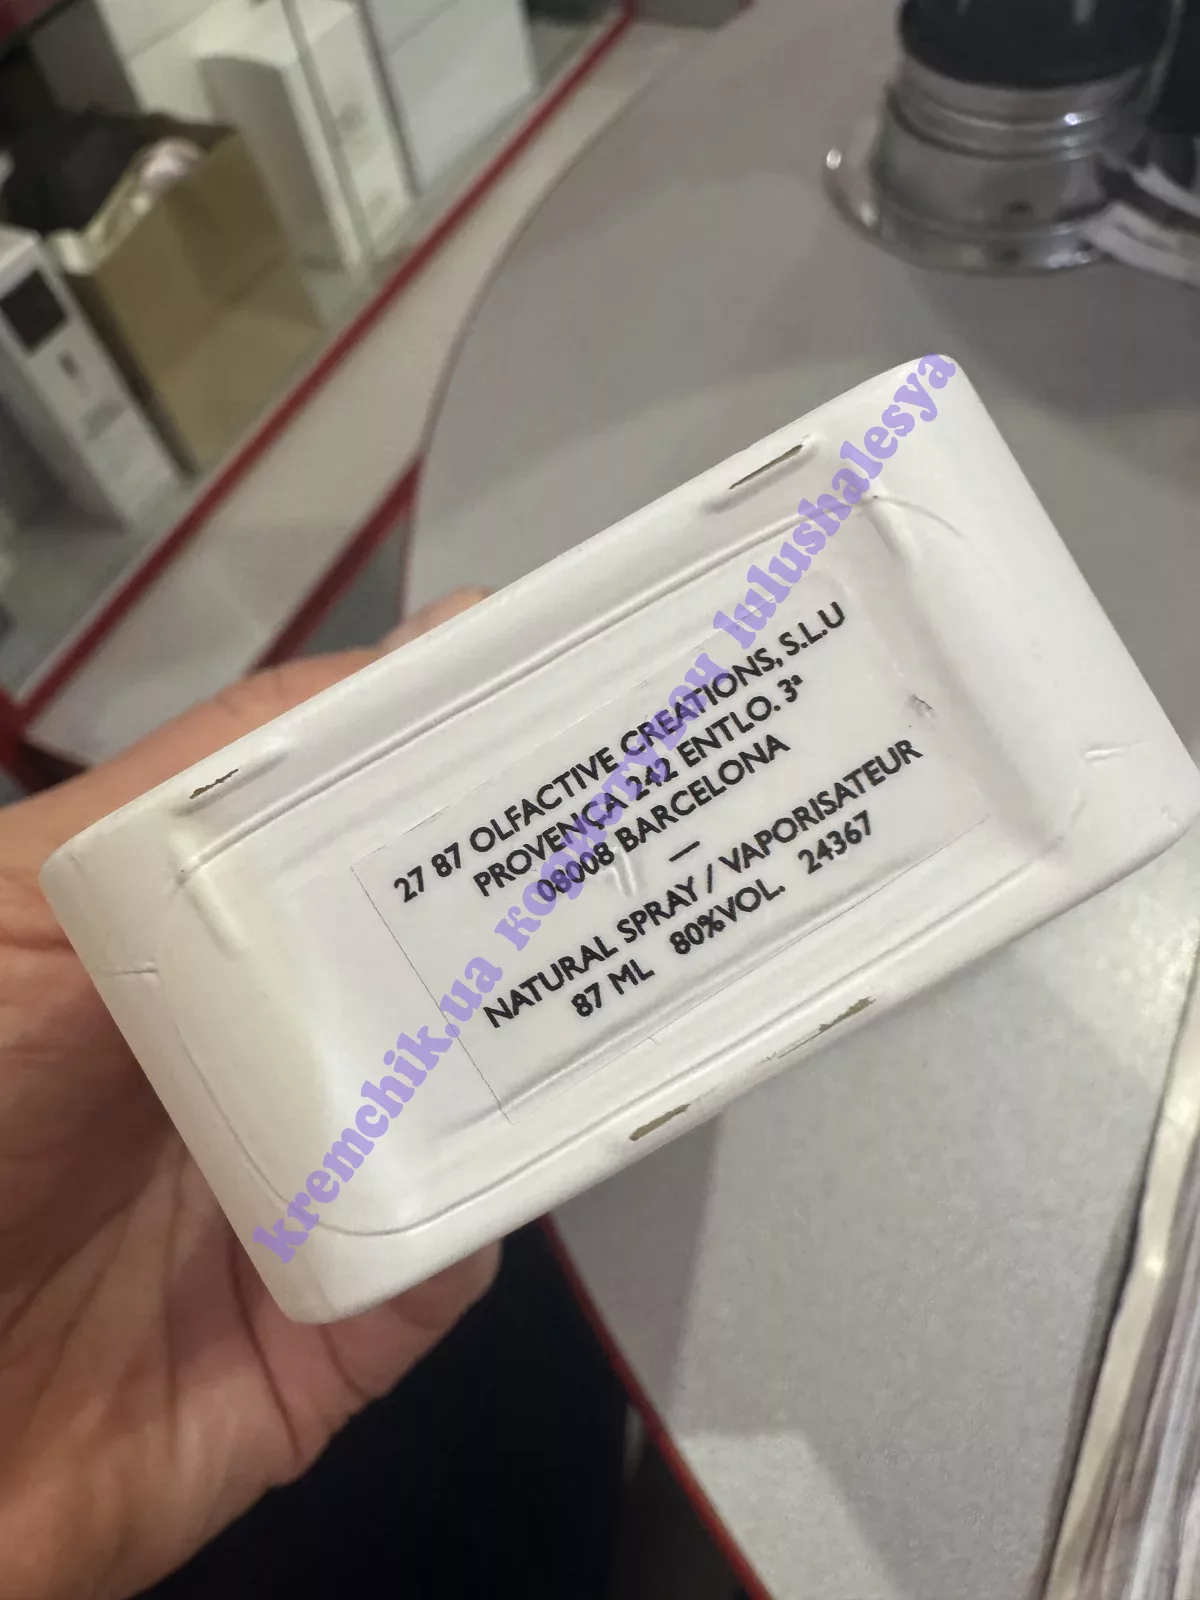 27 87 OLFACTIVE CREATIONS, S.L.U
PROVENÇA 242 ENTLO. 3ª
08008 BARCELONA
—
NATURAL SPRAY / VAPORISATEUR
87 ML 80%VOL. 24367
kremchik.ua користувач lulushalesya